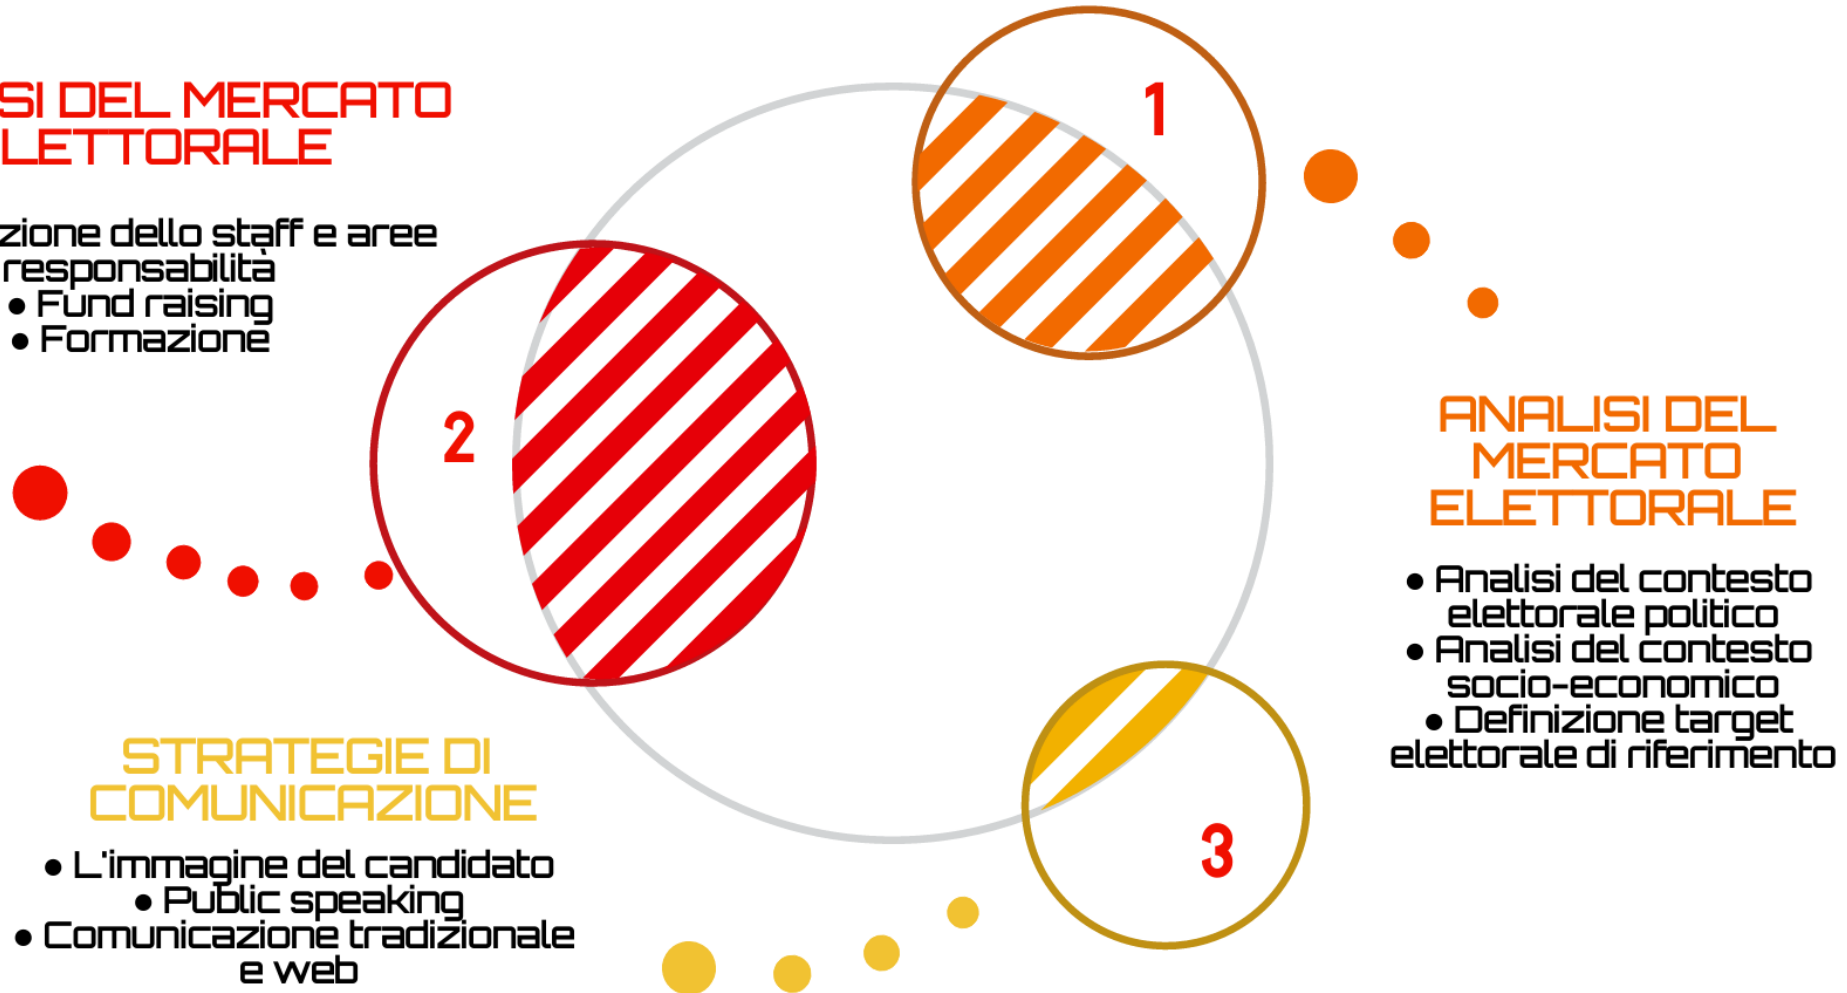 SI DEL MERCATO
LETTORALE
zione dello staff e aree
responsabilità
● Fund raising
● Formazione
1
2
3
ANALISI DEL
MERCATO
ELETTORALE
● Analisi del contesto
elettorale politico
● Analisi del contesto
socio-economico
● Definizione target
elettorale di riferimento
STRATEGIE DI
COMUNICAZIONE
● L'immagine del candidato
● Public speaking
● Comunicazione tradizionale
e web